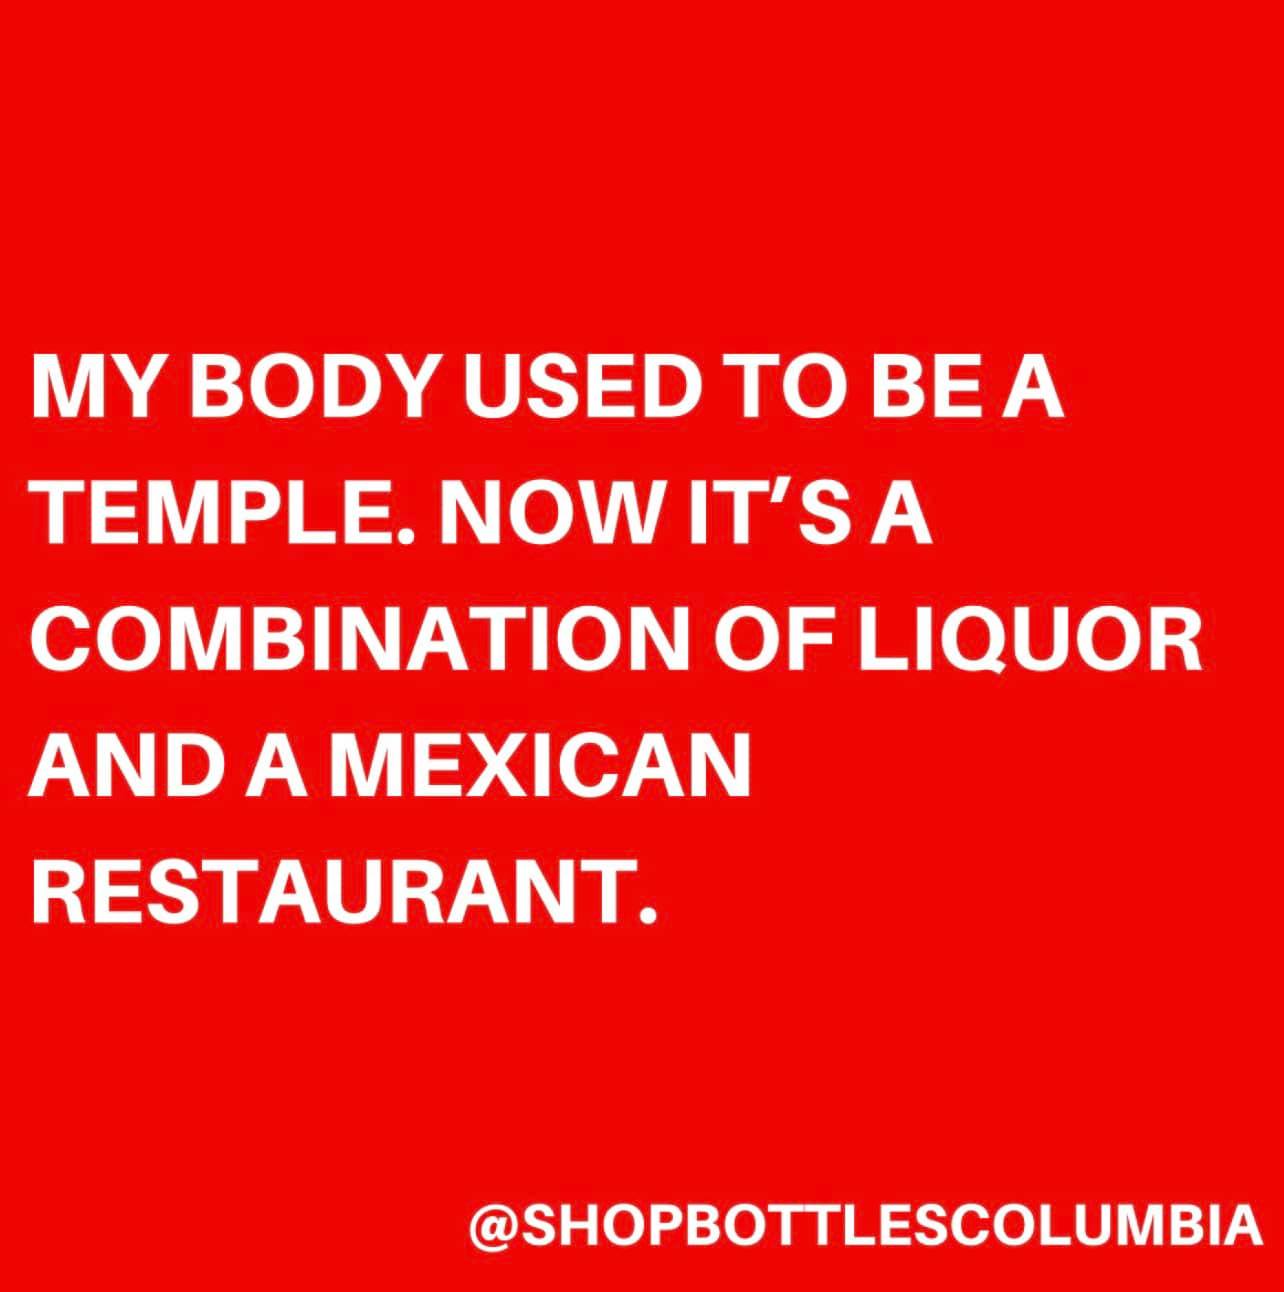 MY BODY USED TO BE A
TEMPLE. NOW IT’S A
COMBINATION OF LIQUOR
AND A MEXICAN
RESTAURANT.
@SHOPBOTTLESCOLUMBIA